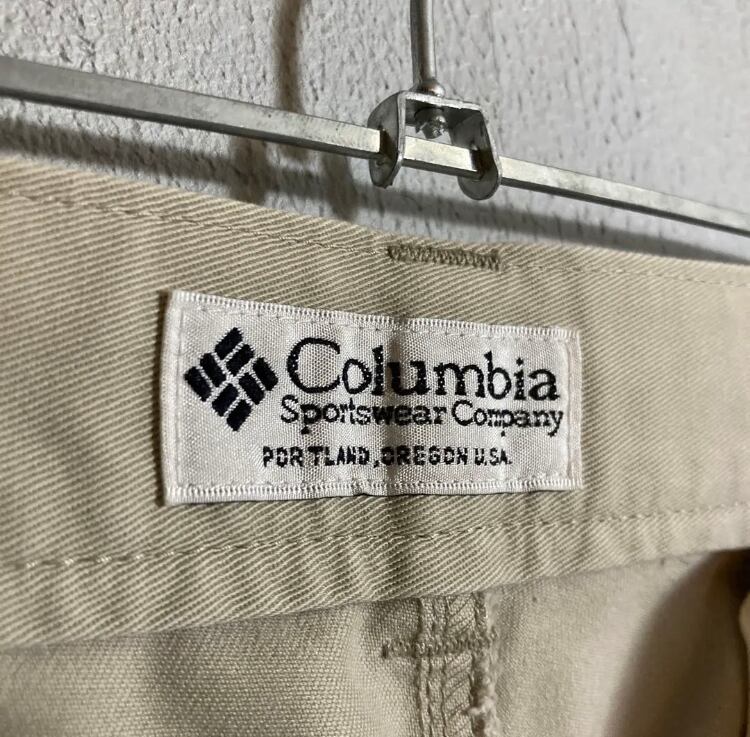 Columbia
Sportswear Company
PORTLAND, OREGON U.S.A.